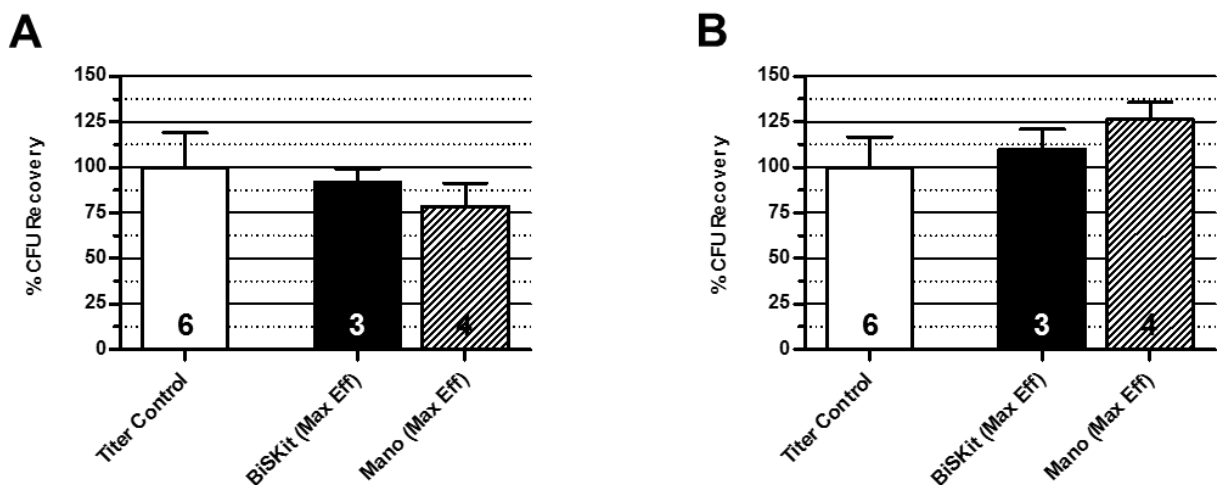 A
150
125
100
75
50
25
0
% CFU Recovery
6
3
4
Titer Control
BiSKit (Max Eff)
Mano (Max Eff)
B
150
125
100
75
50
25
0
% CFU Recovery
6
3
4
Titer Control
BiSKit (Max Eff)
Mano (Max Eff)